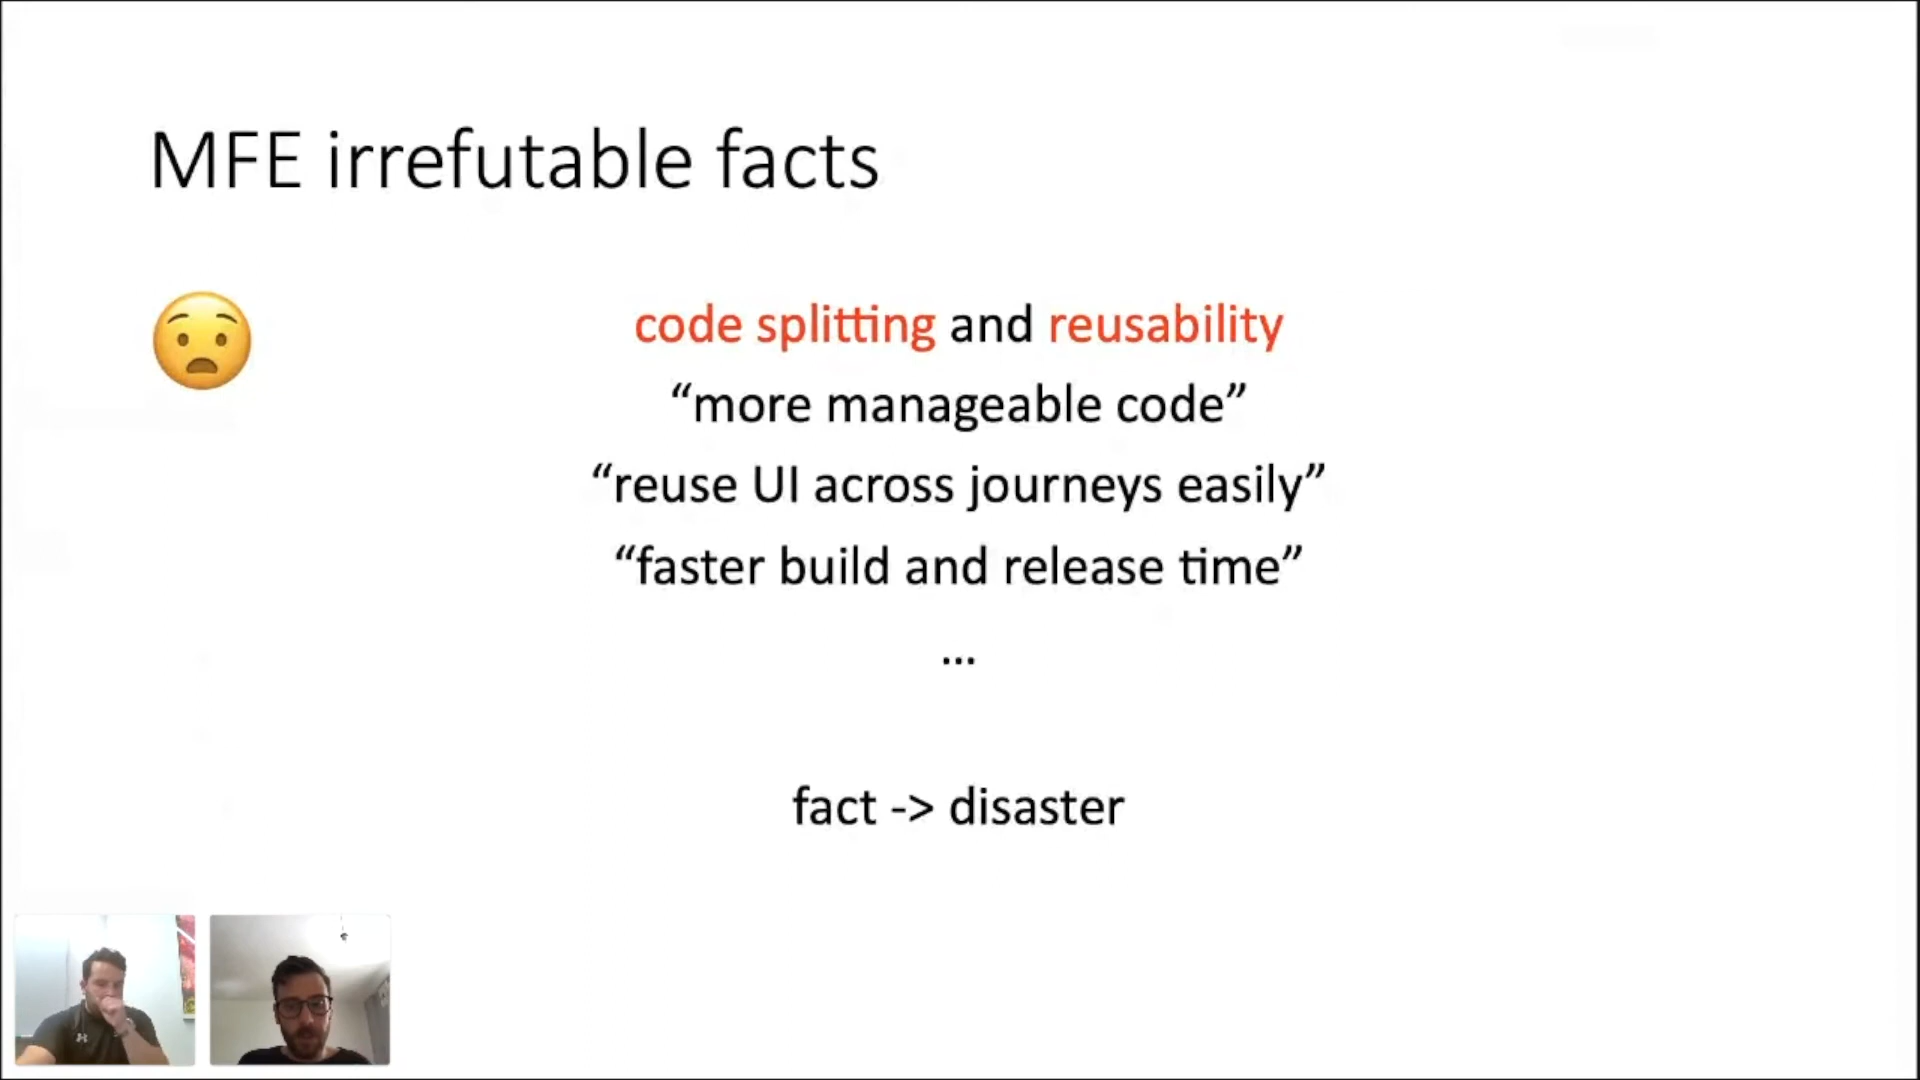 MFE irrefutable facts
code splitting and reusability
“more manageable code”
“reuse UI across journeys easily”
“faster build and release time”
...
fact -> disaster